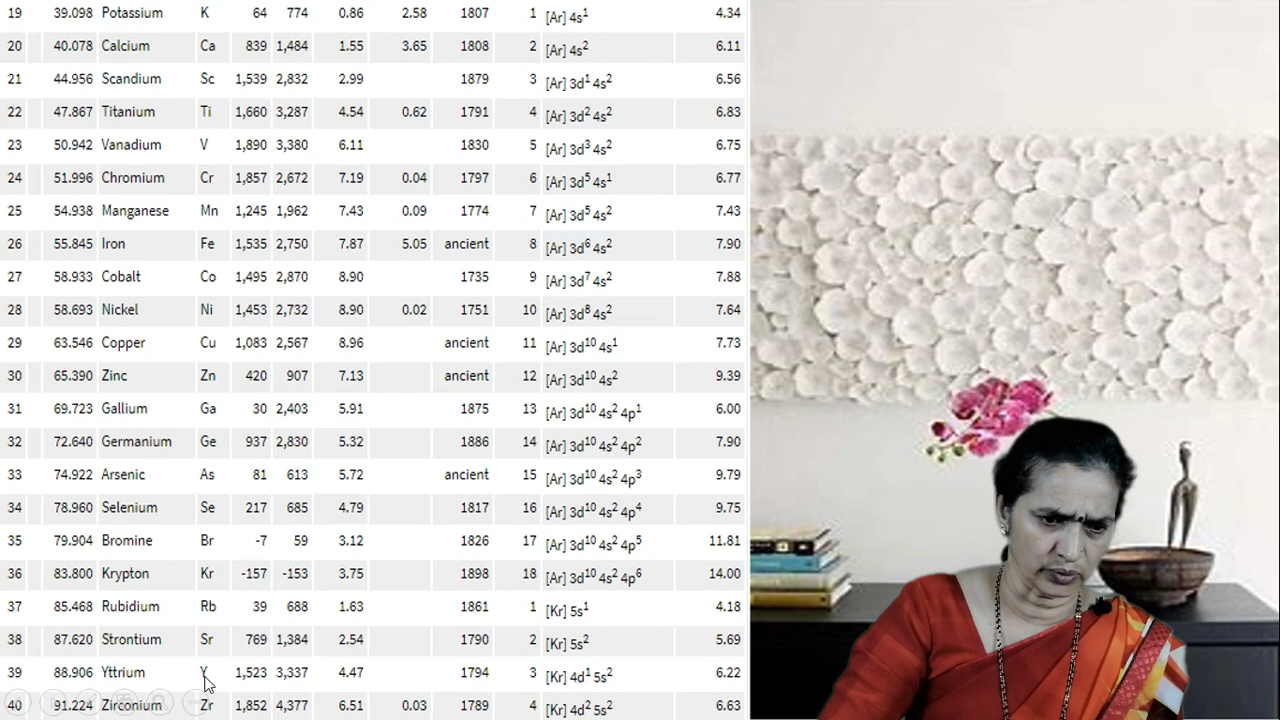 19 39.098 Potassium K 64 774 0.86 2.58 1807 1 [Ar] 4s¹ 4.34
20 40.078 Calcium Ca 839 1,484 1.55 3.65 1808 2 [Ar] 4s² 6.11
21 44.956 Scandium Sc 1,539 2,832 2.99 1879 3 [Ar] 3d¹ 4s² 6.56
22 47.867 Titanium Ti 1,660 3,287 4.54 0.62 1791 4 [Ar] 3d² 4s² 6.83
23 50.942 Vanadium V 1,890 3,380 6.11 1830 5 [Ar] 3d³ 4s² 6.75
24 51.996 Chromium Cr 1,857 2,672 7.19 0.04 1797 6 [Ar] 3d⁵ 4s¹ 6.77
25 54.938 Manganese Mn 1,245 1,962 7.43 0.09 1774 7 [Ar] 3d⁵ 4s² 7.43
26 55.845 Iron Fe 1,535 2,750 7.87 5.05 ancient 8 [Ar] 3d⁶ 4s² 7.90
27 58.933 Cobalt Co 1,495 2,870 8.90 1735 9 [Ar] 3d⁷ 4s² 7.88
28 58.693 Nickel Ni 1,453 2,732 8.90 0.02 1751 10 [Ar] 3d⁸ 4s² 7.64
29 63.546 Copper Cu 1,083 2,567 8.96 ancient 11 [Ar] 3d¹⁰ 4s¹ 7.73
30 65.390 Zinc Zn 420 907 7.13 ancient 12 [Ar] 3d¹⁰ 4s² 9.39
31 69.723 Gallium Ga 30 2,403 5.91 1875 13 [Ar] 3d¹⁰ 4s² 4p¹ 6.00
32 72.640 Germanium Ge 937 2,830 5.32 1886 14 [Ar] 3d¹⁰ 4s² 4p² 7.90
33 74.922 Arsenic As 81 613 5.72 ancient 15 [Ar] 3d¹⁰ 4s² 4p³ 9.79
34 78.960 Selenium Se 217 685 4.79 1817 16 [Ar] 3d¹⁰ 4s² 4p⁴ 9.75
35 79.904 Bromine Br -7 59 3.12 1826 17 [Ar] 3d¹⁰ 4s² 4p⁵ 11.81
36 83.800 Krypton Kr -157 -153 3.75 1898 18 [Ar] 3d¹⁰ 4s² 4p⁶ 14.00
37 85.468 Rubidium Rb 39 688 1.63 1861 1 [Kr] 5s¹ 4.18
38 87.620 Strontium Sr 769 1,384 2.54 1790 2 [Kr] 5s² 5.69
39 88.906 Yttrium Y 1,523 3,337 4.47 1794 3 [Kr] 4d¹ 5s² 6.22
40 91.224 Zirconium Zr 1,852 4,377 6.51 0.03 1789 4 [Kr] 4d² 5s² 6.63